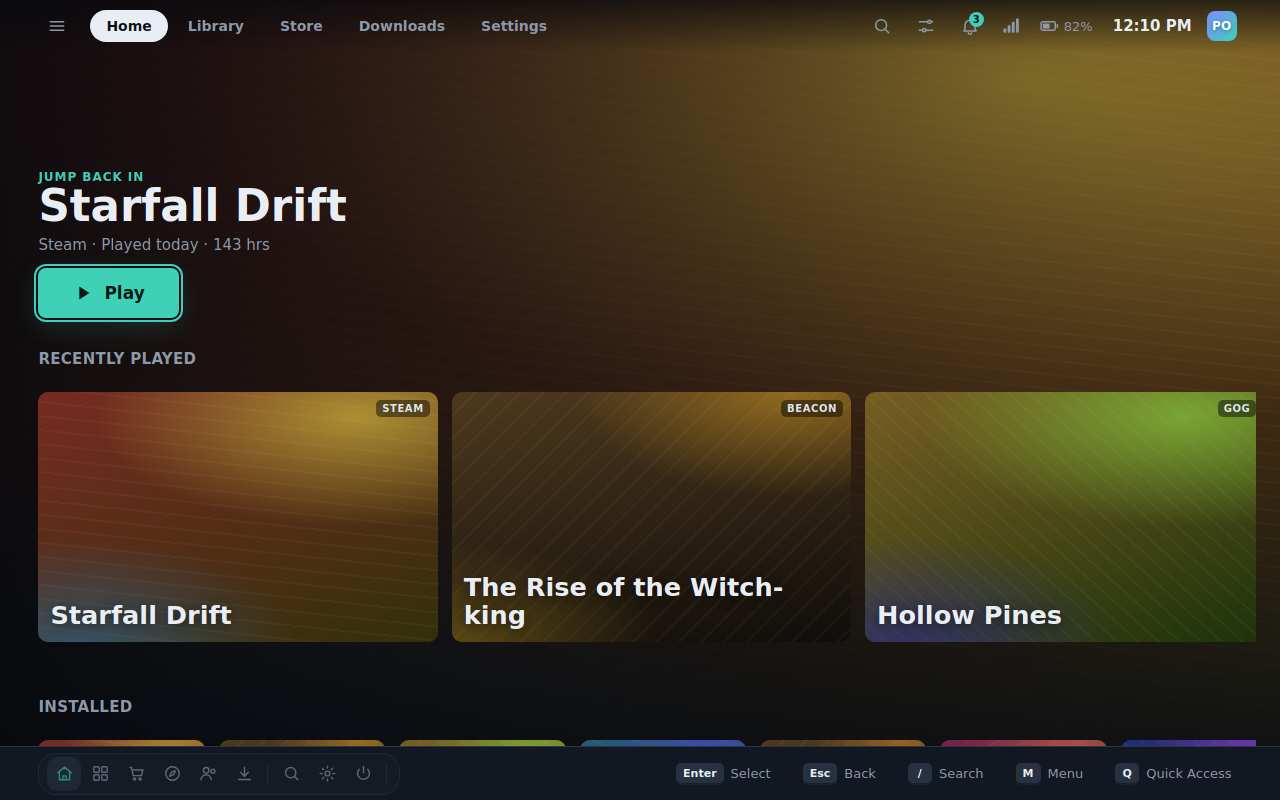 Home
Library
Store
Downloads
Settings
3
82%
12:10 PM
PO
JUMP BACK IN
Starfall Drift
Steam · Played today · 143 hrs
Play
RECENTLY PLAYED
STEAM
Starfall Drift
BEACON
The Rise of the Witch-
king
GOG
Hollow Pines
INSTALLED
Enter Select
Esc Back
/ Search
M Menu
Q Quick Access